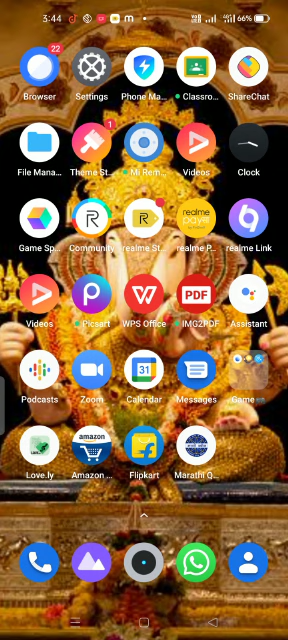 3:44 66%
22
Browser Settings Phone Ma... Classro... ShareChat
1
File Mana... Theme St... Mi Rem... Videos Clock
realme
payL
Game Sp... Community realme St... realme P... realme Link
PDF
Videos Picsart WPS Office IMG2PDF Assistant
31
Podcasts Zoom Calendar Messages Game
amazon
Love.ly Amazon ... Flipkart Marathi Q...